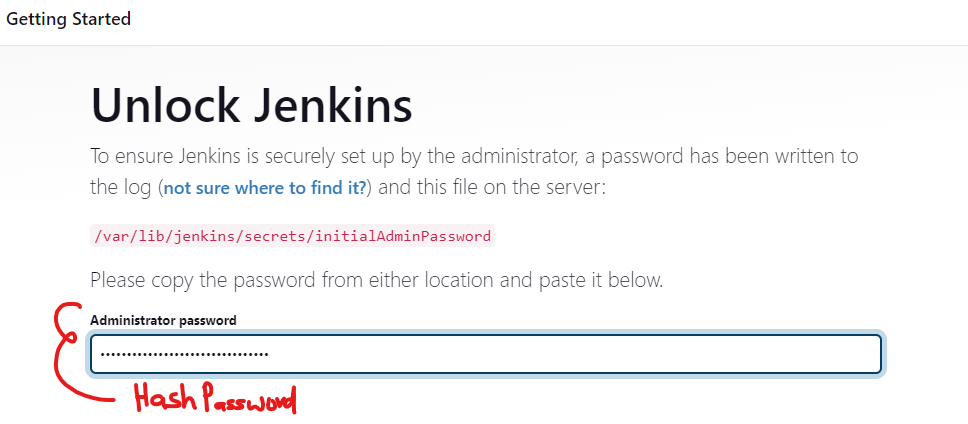 Getting Started
Unlock Jenkins
To ensure Jenkins is securely set up by the administrator, a password has been written to
the log (not sure where to find it?) and this file on the server:
/var/lib/jenkins/secrets/initialAdminPassword
Please copy the password from either location and paste it below.
Administrator password
Hash Password